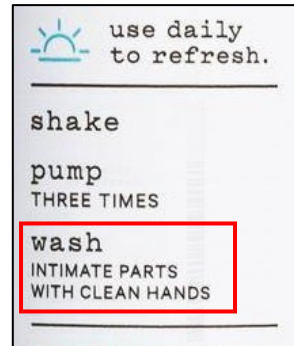 use daily
to refresh.
shake
pump
THREE TIMES
wash
INTIMATE PARTS
WITH CLEAN HANDS